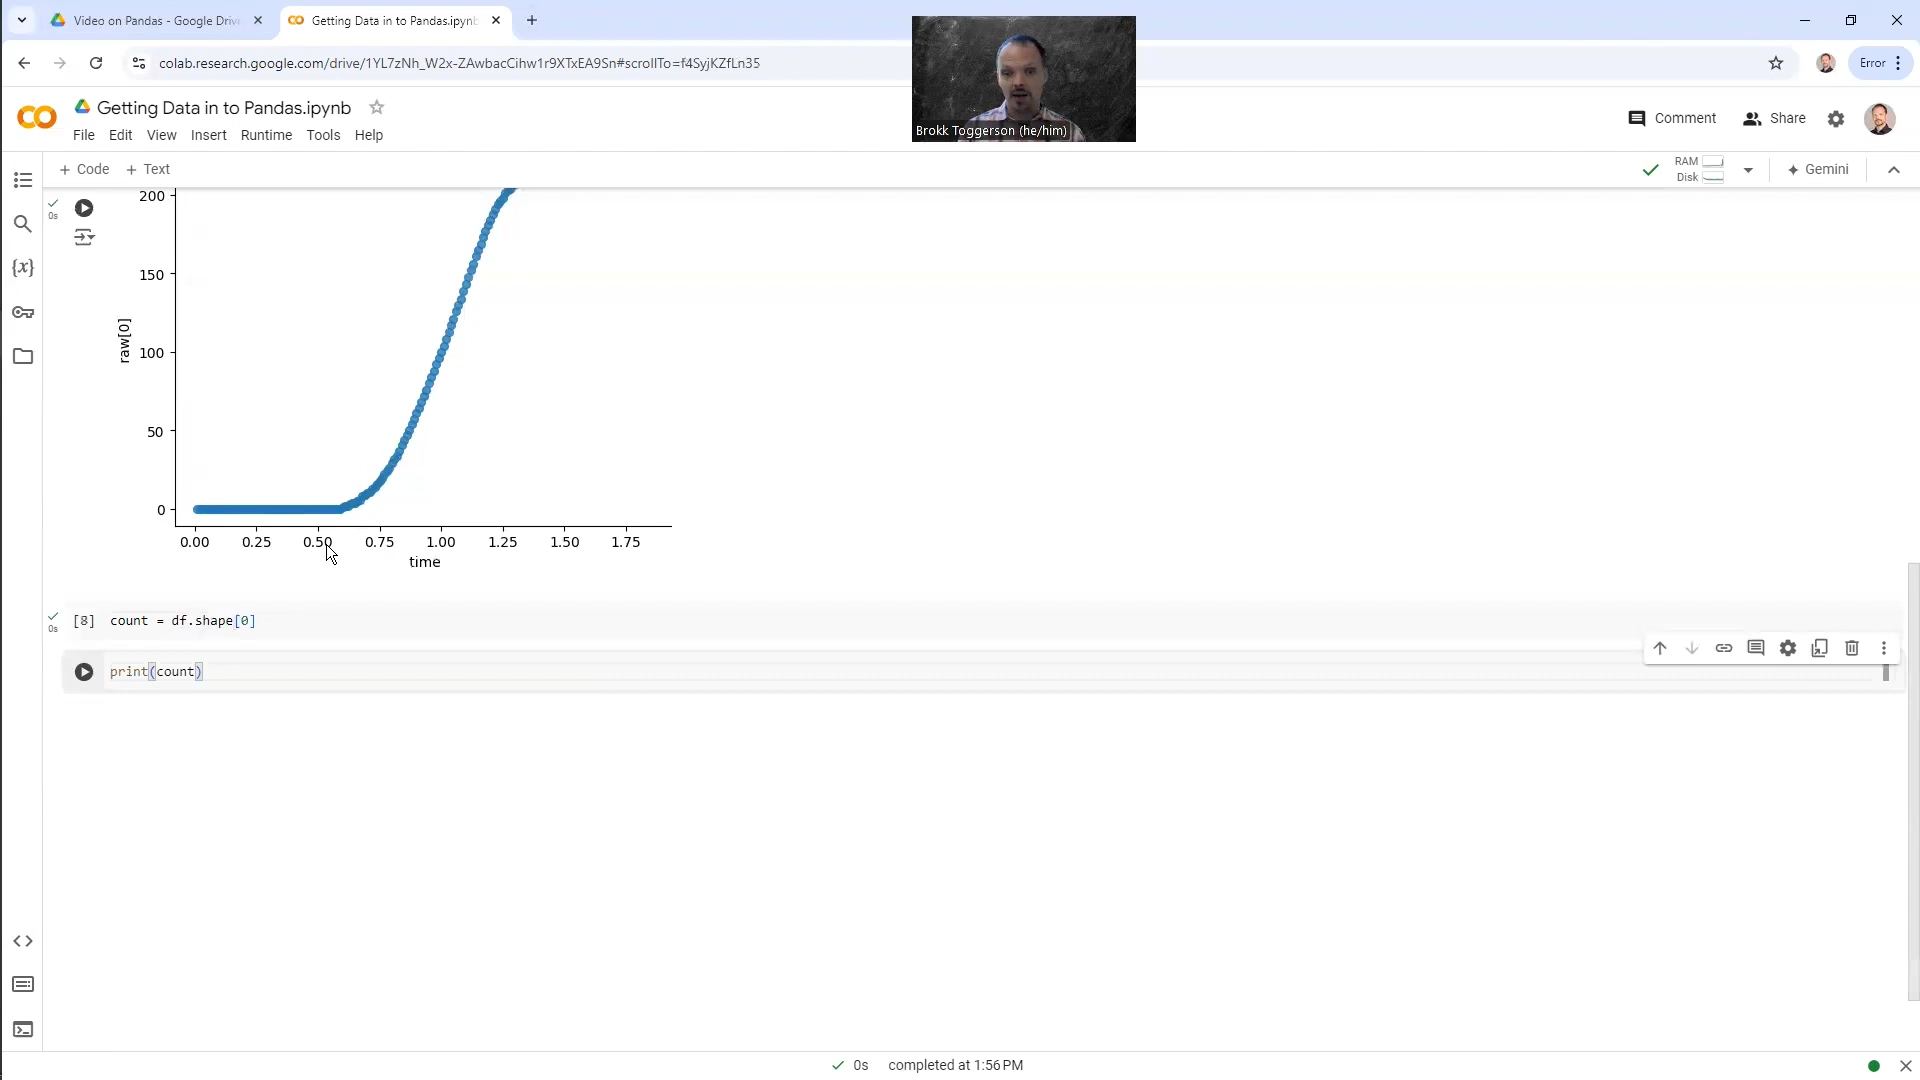 Video on Pandas - Google Driv
Getting Data in to Pandas.ipynb
colab.research.google.com/drive/1YL7zNh_W2x-ZAwbacCihw1r9XTxEA9Sn#scrollTo=f4SyjKZfLn35
Error
Brokk Toggerson (he/him)
Getting Data in to Pandas.ipynb
File Edit View Insert Runtime Tools Help
Comment Share
+ Code + Text
RAM
Disk
Gemini
0s
200
150
100
50
0
raw[0]
0.00 0.25 0.50 0.75 1.00 1.25 1.50 1.75
time
0s
[8] count = df.shape[0]
print(count)
0s completed at 1:56 PM